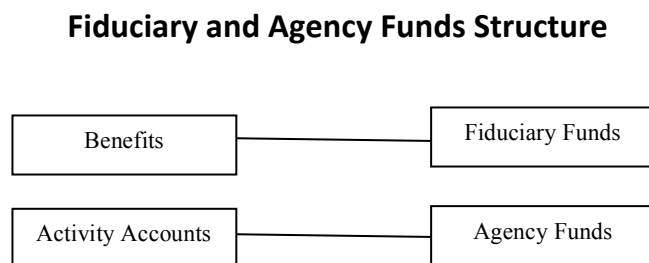 Fiduciary and Agency Funds Structure
Benefits
Fiduciary Funds
Activity Accounts
Agency Funds